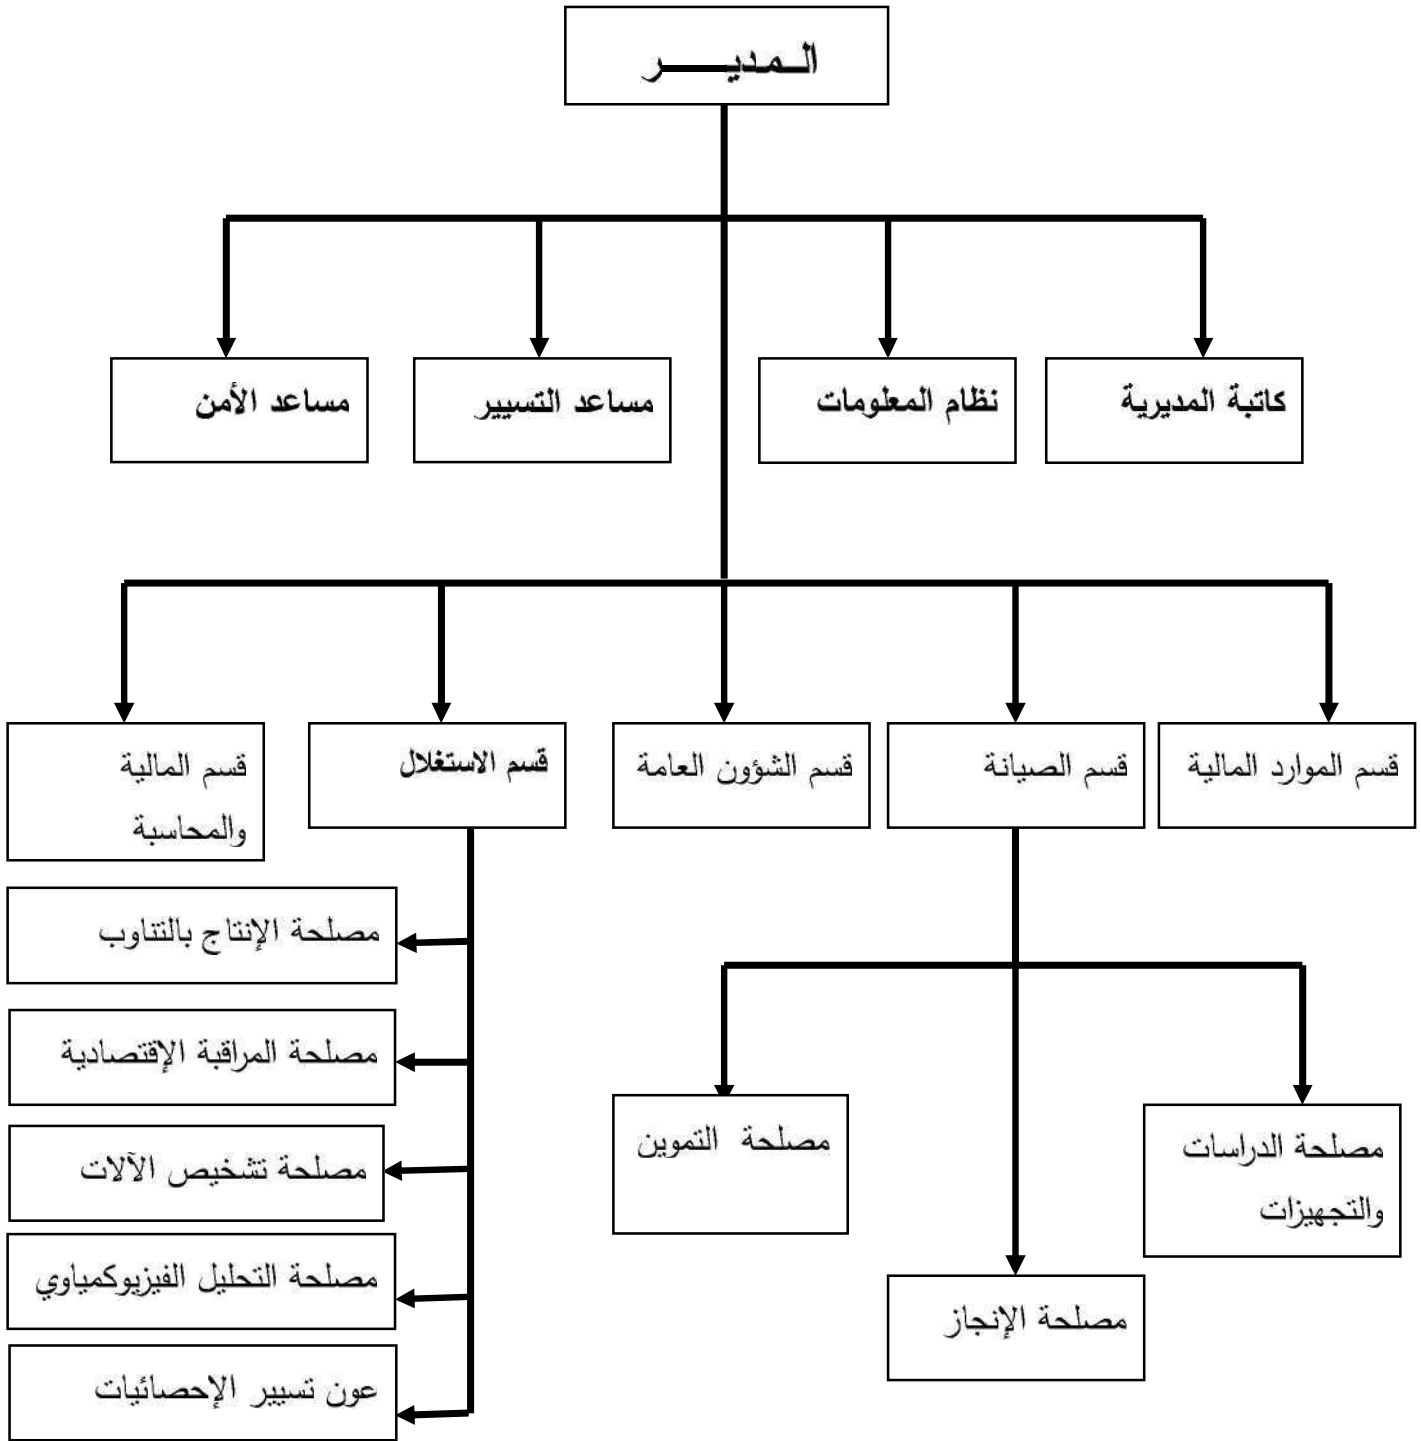 الـمديـــــر
كاتبة المديرية
نظام المعلومات
مساعد التسيير
مساعد الأمن
قسم الموارد المالية
قسم الصيانة
قسم الشؤون العامة
قسم الاستغلال
قسم المالية
والمحاسبة
مصلحة الإنتاج بالتناوب
مصلحة المراقبة الإقتصادية
مصلحة تشخيص الآلات
مصلحة التحليل الفيزيوكمياوي
عون تسيير الإحصائيات
مصلحة الدراسات
والتجهيزات
مصلحة التموين
مصلحة الإنجاز